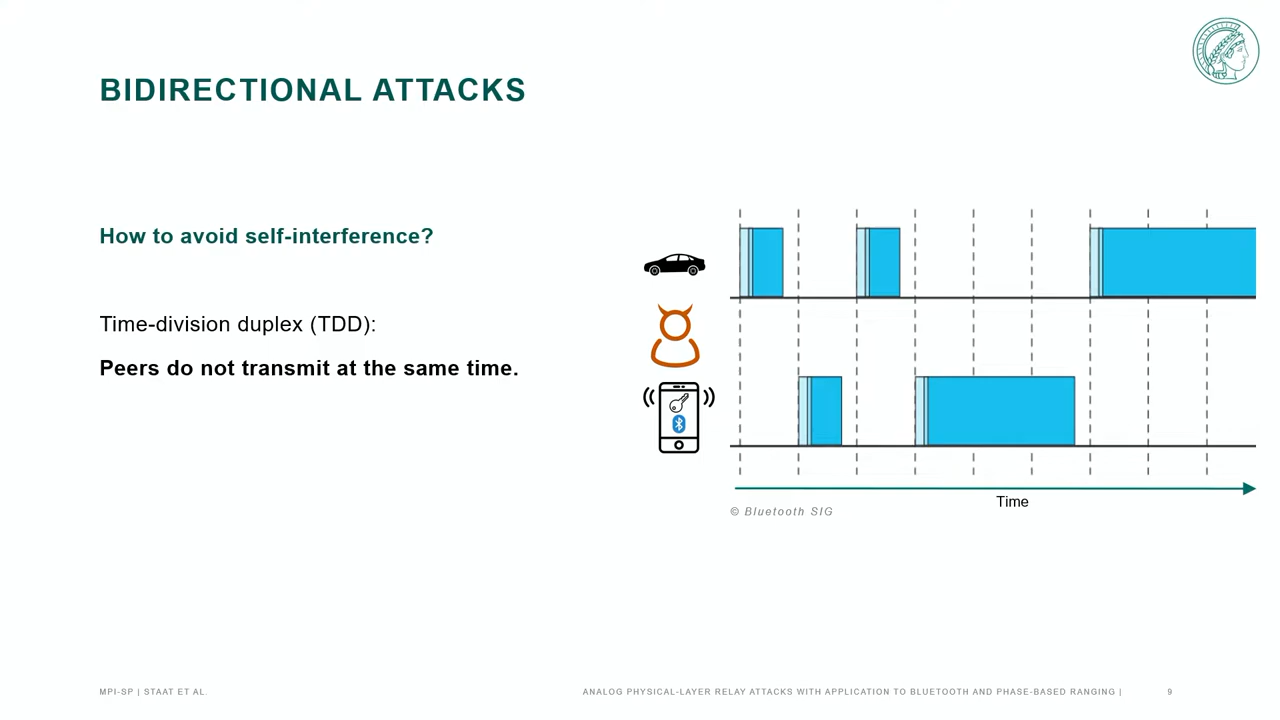 BIDIRECTIONAL ATTACKS
How to avoid self-interference?
Time-division duplex (TDD):
Peers do not transmit at the same time.
Time
© Bluetooth SIG
MPI-SP | STAAT ET AL.
ANALOG PHYSICAL-LAYER RELAY ATTACKS WITH APPLICATION TO BLUETOOTH AND PHASE-BASED RANGING |
9